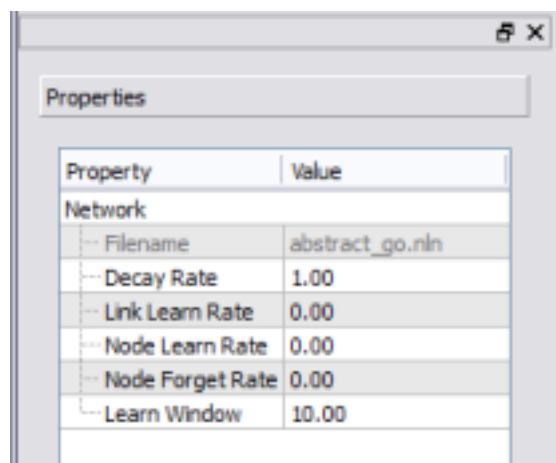 Properties
Property Value
Network
Filename abstract_go.nln
Decay Rate 1.00
Link Learn Rate 0.00
Node Learn Rate 0.00
Node Forget Rate 0.00
Learn Window 10.00